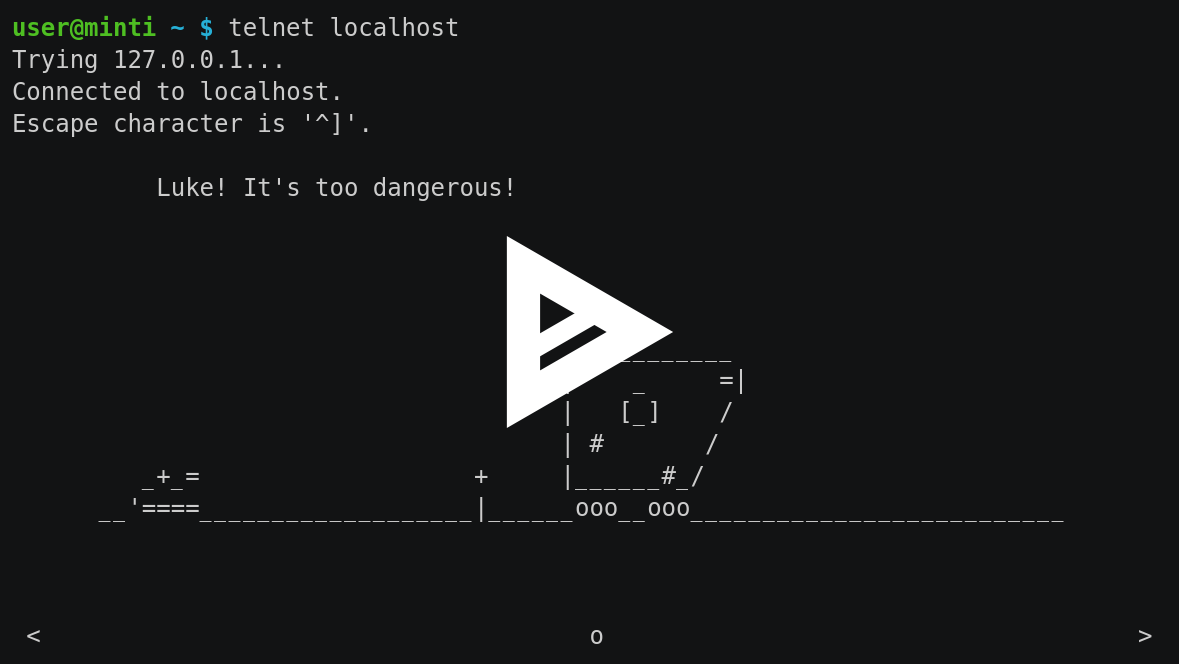 user@minti ~ $ telnet localhost
Trying 127.0.0.1...
Connected to localhost.
Escape character is '^]'.
Luke! It's too dangerous!
________
_     =|
|   [_]    /
| #       /
_+_=                   +     |______#_/
__'====___________________|______ooo__ooo__________________________
<                                      o                                     >